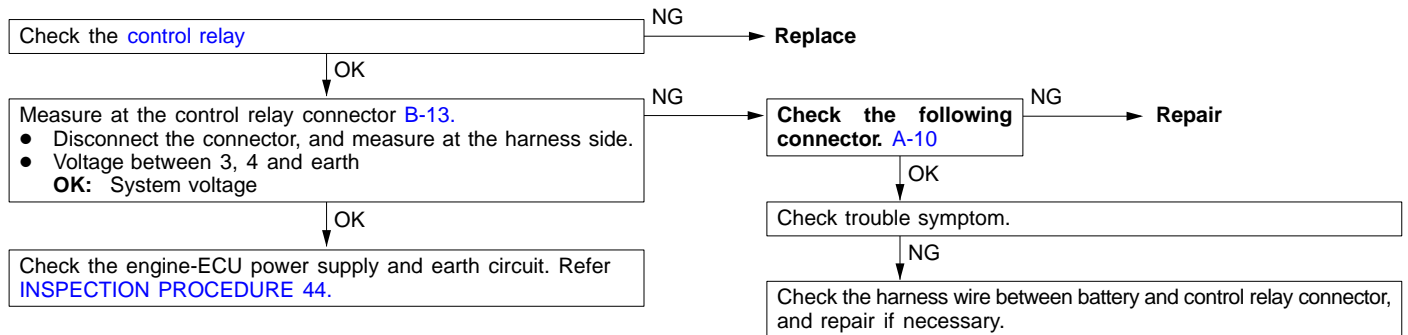 Check the control relay
NG
Replace
OK
Measure at the control relay connector B-13.
● Disconnect the connector, and measure at the harness side.
● Voltage between 3, 4 and earth
OK: System voltage
NG
Check the following
connector. A-10
NG
Repair
OK
Check trouble symptom.
NG
Check the harness wire between battery and control relay connector,
and repair if necessary.
OK
Check the engine-ECU power supply and earth circuit. Refer
INSPECTION PROCEDURE 44.